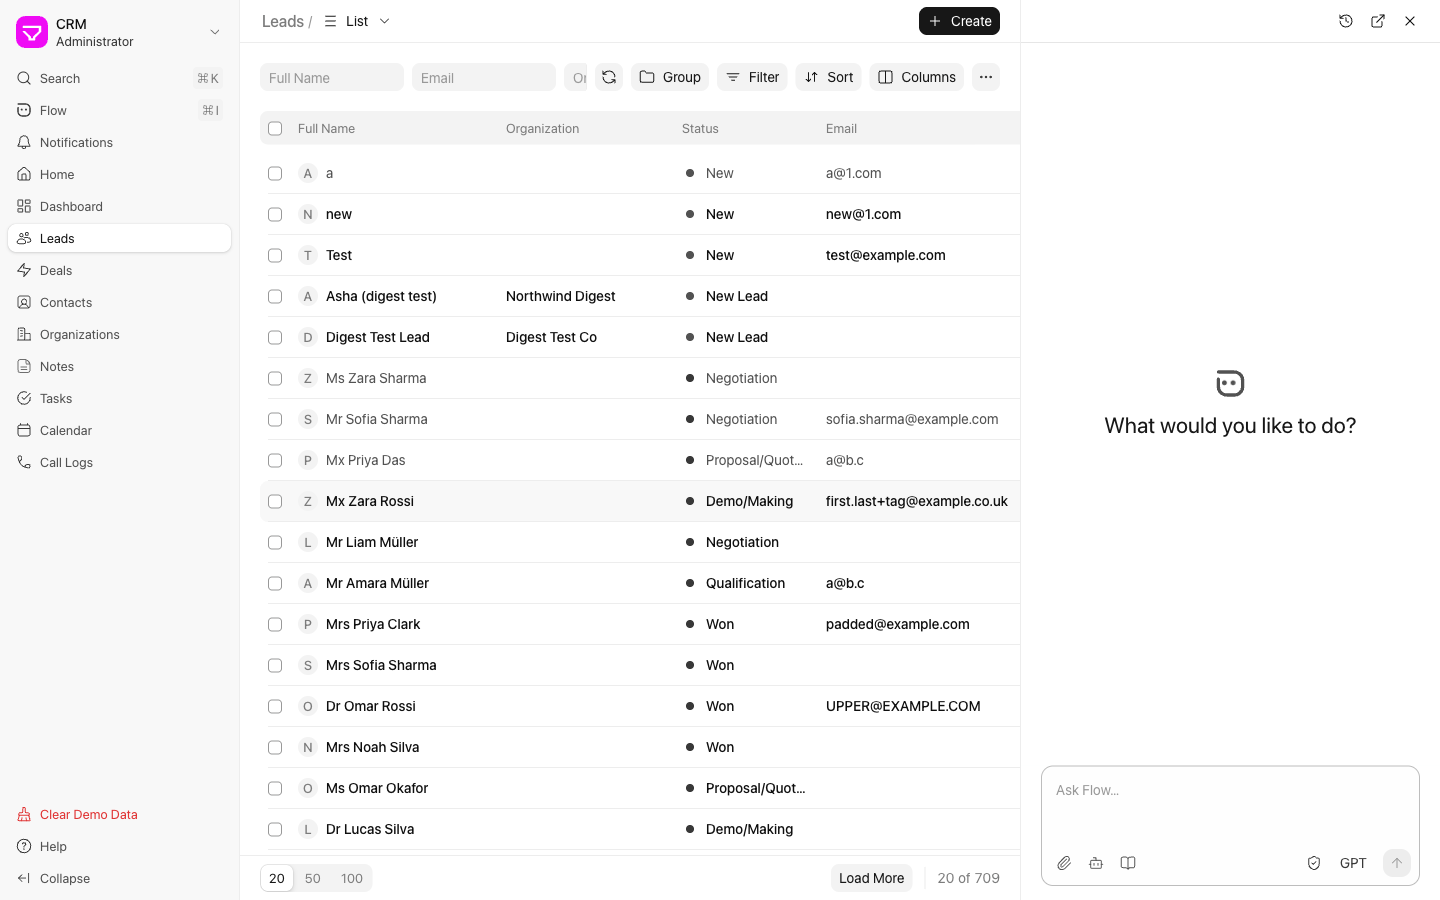 CRM
Administrator
Search ⌘K
Flow ⌘I
Notifications
Home
Dashboard
Leads
Deals
Contacts
Organizations
Notes
Tasks
Calendar
Call Logs
Clear Demo Data
Help
Collapse
Leads / List
Create
Full Name Email Or Group Filter Sort Columns
Full Name Organization Status Email
A a New a@1.com
N new New new@1.com
T Test New test@example.com
A Asha (digest test) Northwind Digest New Lead
D Digest Test Lead Digest Test Co New Lead
Z Ms Zara Sharma Negotiation
S Mr Sofia Sharma Negotiation sofia.sharma@example.com
P Mx Priya Das Proposal/Quot... a@b.c
Z Mx Zara Rossi Demo/Making first.last+tag@example.co.uk
L Mr Liam Müller Negotiation
A Mr Amara Müller Qualification a@b.c
P Mrs Priya Clark Won padded@example.com
S Mrs Sofia Sharma Won
O Dr Omar Rossi Won UPPER@EXAMPLE.COM
N Mrs Noah Silva Won
O Ms Omar Okafor Proposal/Quot...
L Dr Lucas Silva Demo/Making
20 50 100 Load More 20 of 709
What would you like to do?
Ask Flow...
GPT